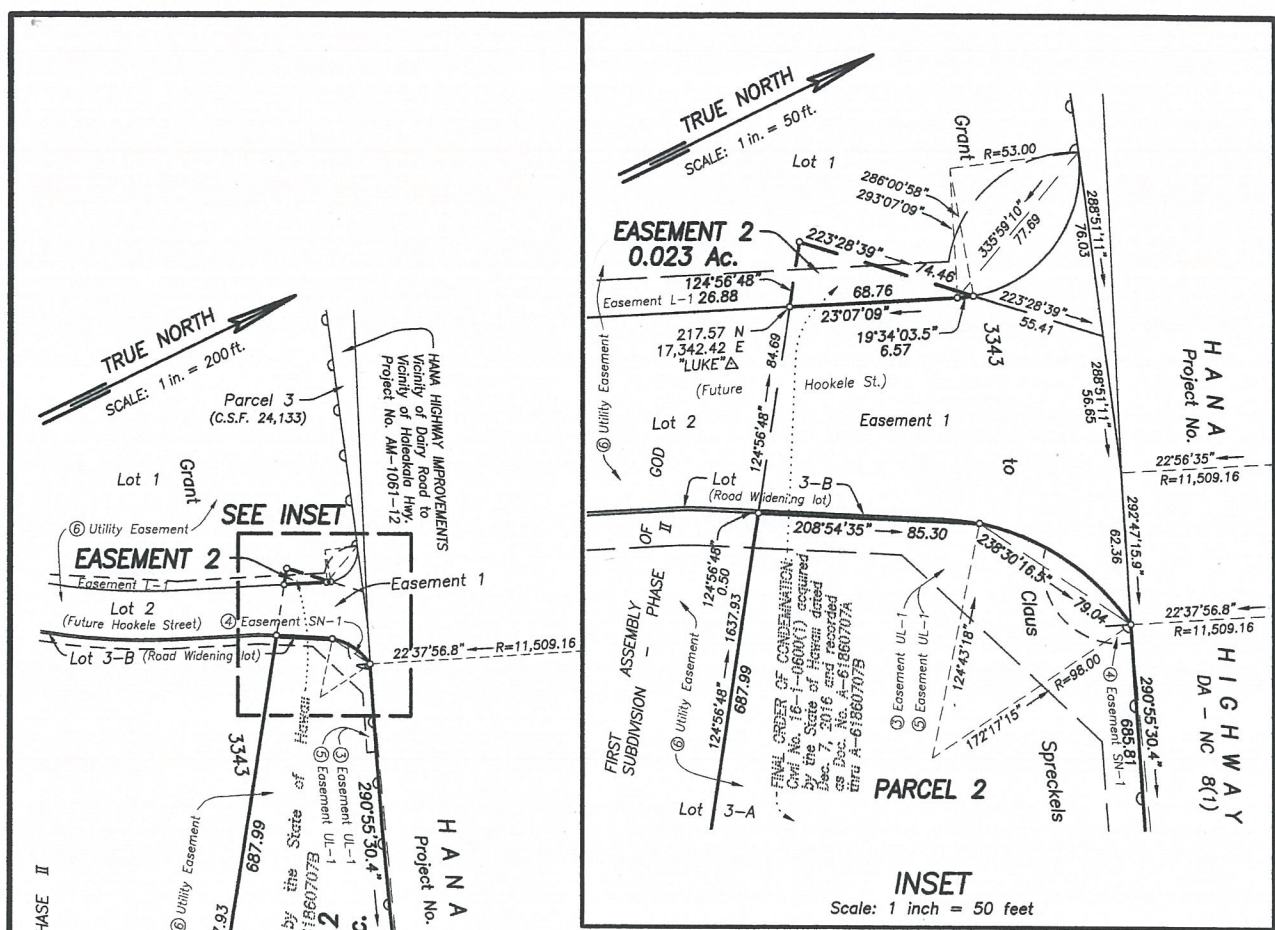 TRUE NORTH
SCALE: 1 in. = 200 ft.
Parcel 3
(C.S.F. 24,133)
HANA HIGHWAY IMPROVEMENTS
Vicinity of Dairy Road to
Vicinity of Haleakala Hwy.
Project No. AM-1061-12
Lot 1
Grant
⑥ Utility Easement
SEE INSET
EASEMENT 2
Easement L-1
Easement 1
Lot 2
(Future Hookele Street)
④ Easement SN-1
Lot 3-B (Road Widening lot)
22°37'56.8"
R=11,509.16
3343
③ Easement UL-1
⑤ Easement UL-1
290°55'30.4"
⑥ Utility Easement
687.99
by the State of Hawaii
HANA
Project No.
TRUE NORTH
SCALE: 1 in. = 50 ft.
Lot 1
Grant
R=53.00
286°00'58"
293°07'09"
335°59'10"
77.69
288°51'11"
76.03
EASEMENT 2
0.023 Ac.
223°28'39"
74.46
124°56'48"
Easement L-1 26.88
68.76
23°07'09"
223°28'39"
55.41
217.57 N
17,342.42 E
"LUKE"
19°34'03.5"
6.57
3343
84.69
(Future Hookele St.)
288°51'11"
56.65
HANA
Project No.
⑥ Utility Easement
Lot 2
Easement 1
124°56'48"
to
22°56'35"
R=11,509.16
GOD
Lot 3-B
(Road Widening lot)
208°54'35"
85.30
292°47'15.9"
62.36
OF II
124°56'48"
0.50
238°30'16.5"
79.04
Claus
22°37'56.8"
R=11,509.16
FIRST ASSEMBLY
SUBDIVISION - PHASE
⑥ Utility Easement
124°56'48"
1637.93
687.99
FINAL ORDER OF CONDEMNATION:
Civil No. 16-1-0600(1) acquired
by the State of Hawaii dated
Dec. 7, 2016 and recorded
as Doc. No. A-61860707A
thru A-61860707B
③ Easement UL-1
⑤ Easement UL-1
124°43'18"
R=98.00
172°17'15"
④ Easement SN-1
290°55'30.4"
685.81
HIGHWAY
DA - NC 8(1)
Spreckels
PARCEL 2
Lot 3-A
INSET
Scale: 1 inch = 50 feet